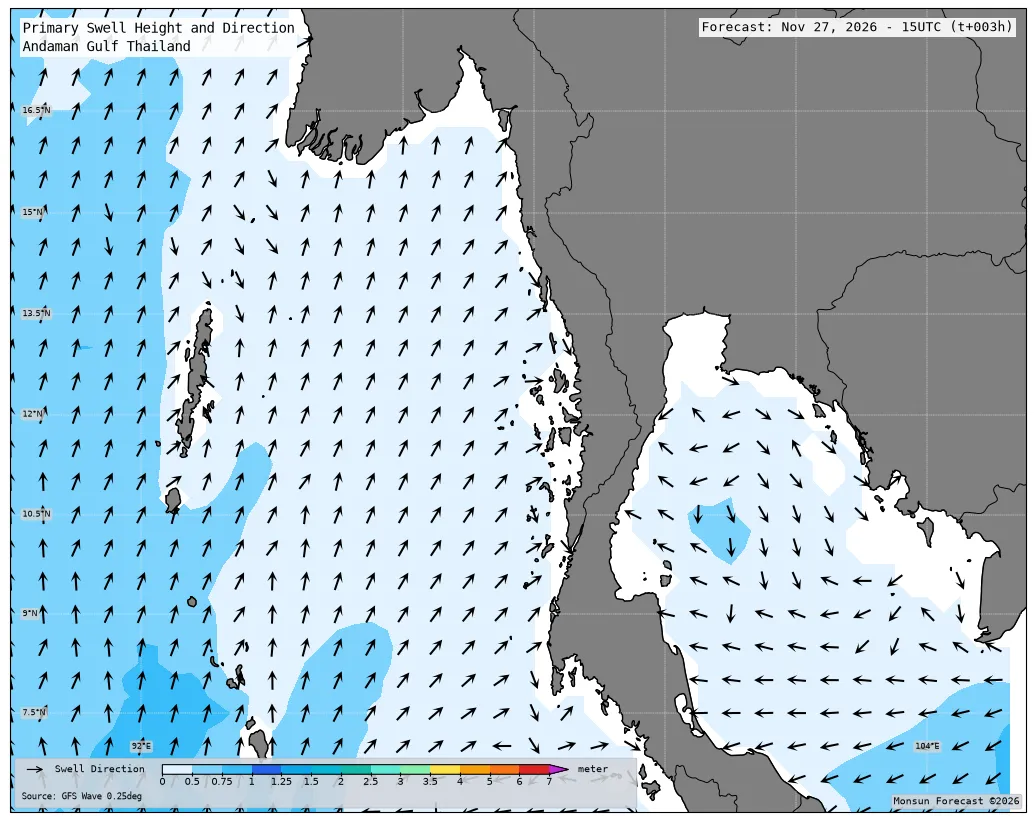 Primary Swell Height and Direction
Andaman Gulf Thailand
Forecast: Nov 27, 2026 - 15UTC (t+003h)
16.5°N
15°N
13.5°N
12°N
10.5°N
9°N
7.5°N
92°E
104°E
Swell Direction
0 0.5 0.75 1.25 1.5 2 2.5 3 3.5 4 5 6 7
meter
Source: GFS Wave 0.25deg
Monsun Forecast ©2026